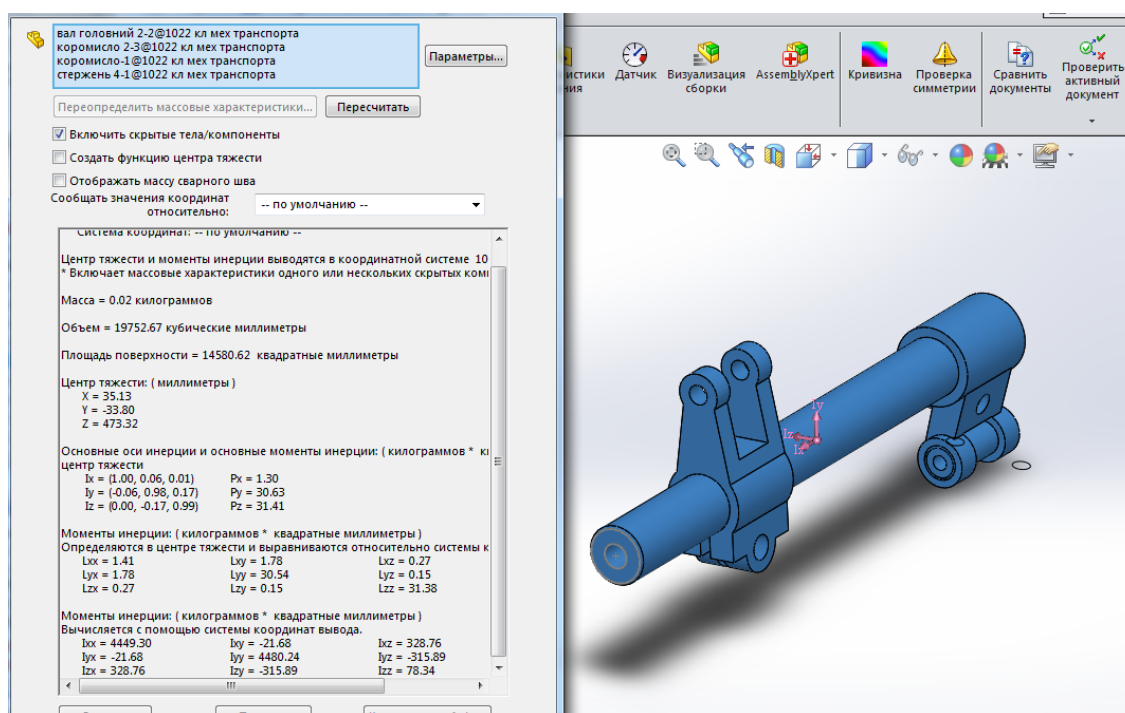 вал головний 2-2@1022 кл мех транспорта
коромисло 2-3@1022 кл мех транспорта
коромисло-1@1022 кл мех транспорта
стержень 4-1@1022 кл мех транспорта
Параметры...
Переопределить массовые характеристики...
Пересчитать
Включить скрытые тела/компоненты
Создать функцию центра тяжести
Отображать массу сварного шва
Сообщать значения координат
относительно:
-- по умолчанию --
Система координат: -- по умолчанию --
Центр тяжести и моменты инерции выводятся в координатной системе 10
* Включает массовые характеристики одного или нескольких скрытых
Масса = 0.02 килограммов
Объем = 19752.67 кубические миллиметры
Площадь поверхности = 14580.62 квадратные миллиметры
Центр тяжести: ( миллиметры )
X = 35.13
Y = -33.80
Z = 473.32
Основные оси инерции и основные моменты инерции: ( килограммов *
центр тяжести
Ix = (1.00, 0.06, 0.01) Px = 1.30
Iy = (-0.06, 0.98, 0.17) Py = 30.63
Iz = (0.00, -0.17, 0.99) Pz = 31.41
Моменты инерции: ( килограммов * квадратные миллиметры )
Определяются в центре тяжести и выравниваются относительно системы к
Lxx = 1.41 Lxy = 1.78 Lxz = 0.27
Lyx = 1.78 Lyy = 30.54 Lyz = 0.15
Lzx = 0.27 Lzy = 0.15 Lzz = 31.38
Моменты инерции: ( килограммов * квадратные миллиметры )
Вычисляется с помощью системы координат вывода.
Ixx = 4449.30 Ixy = -21.68 Ixz = 328.76
Iyx = -21.68 Iyy = 4480.24 Iyz = -315.89
Izx = 328.76 Izy = -315.89 Izz = 78.34
истики
ния
Датчик
Визуализация
сборки
AssemblyXpert
Кривизна
Проверка
симметрии
Сравнить
документы
Проверить
активный
документ
Iy
Iz
Ix